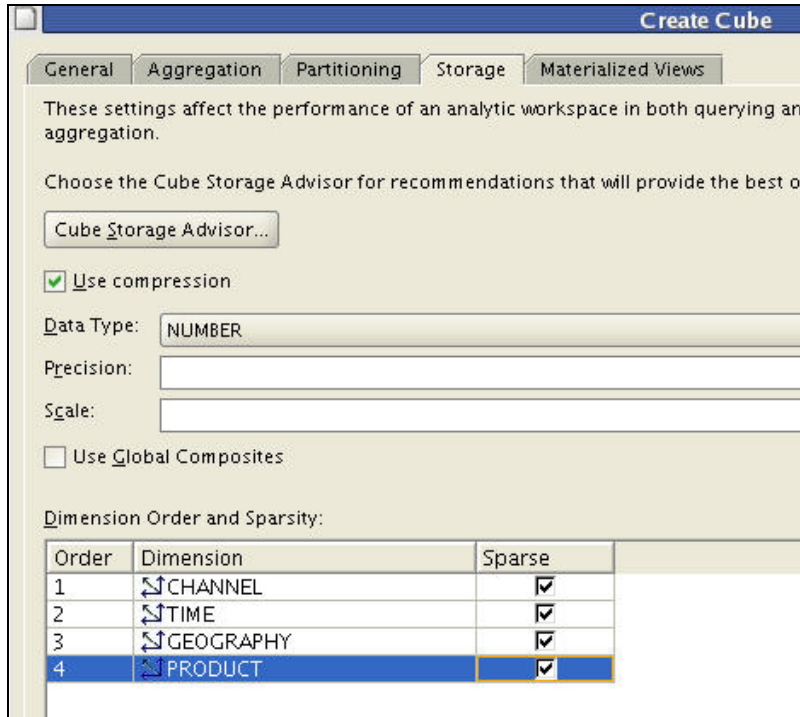 Create Cube
General Aggregation Partitioning Storage Materialized Views
These settings affect the performance of an analytic workspace in both querying an
aggregation.
Choose the Cube Storage Advisor for recommendations that will provide the best o
Cube Storage Advisor...
Use compression
Data Type: NUMBER
Precision:
Scale:
Use Global Composites
Dimension Order and Sparsity:
Order Dimension Sparse
1 CHANNEL
2 TIME
3 GEOGRAPHY
4 PRODUCT